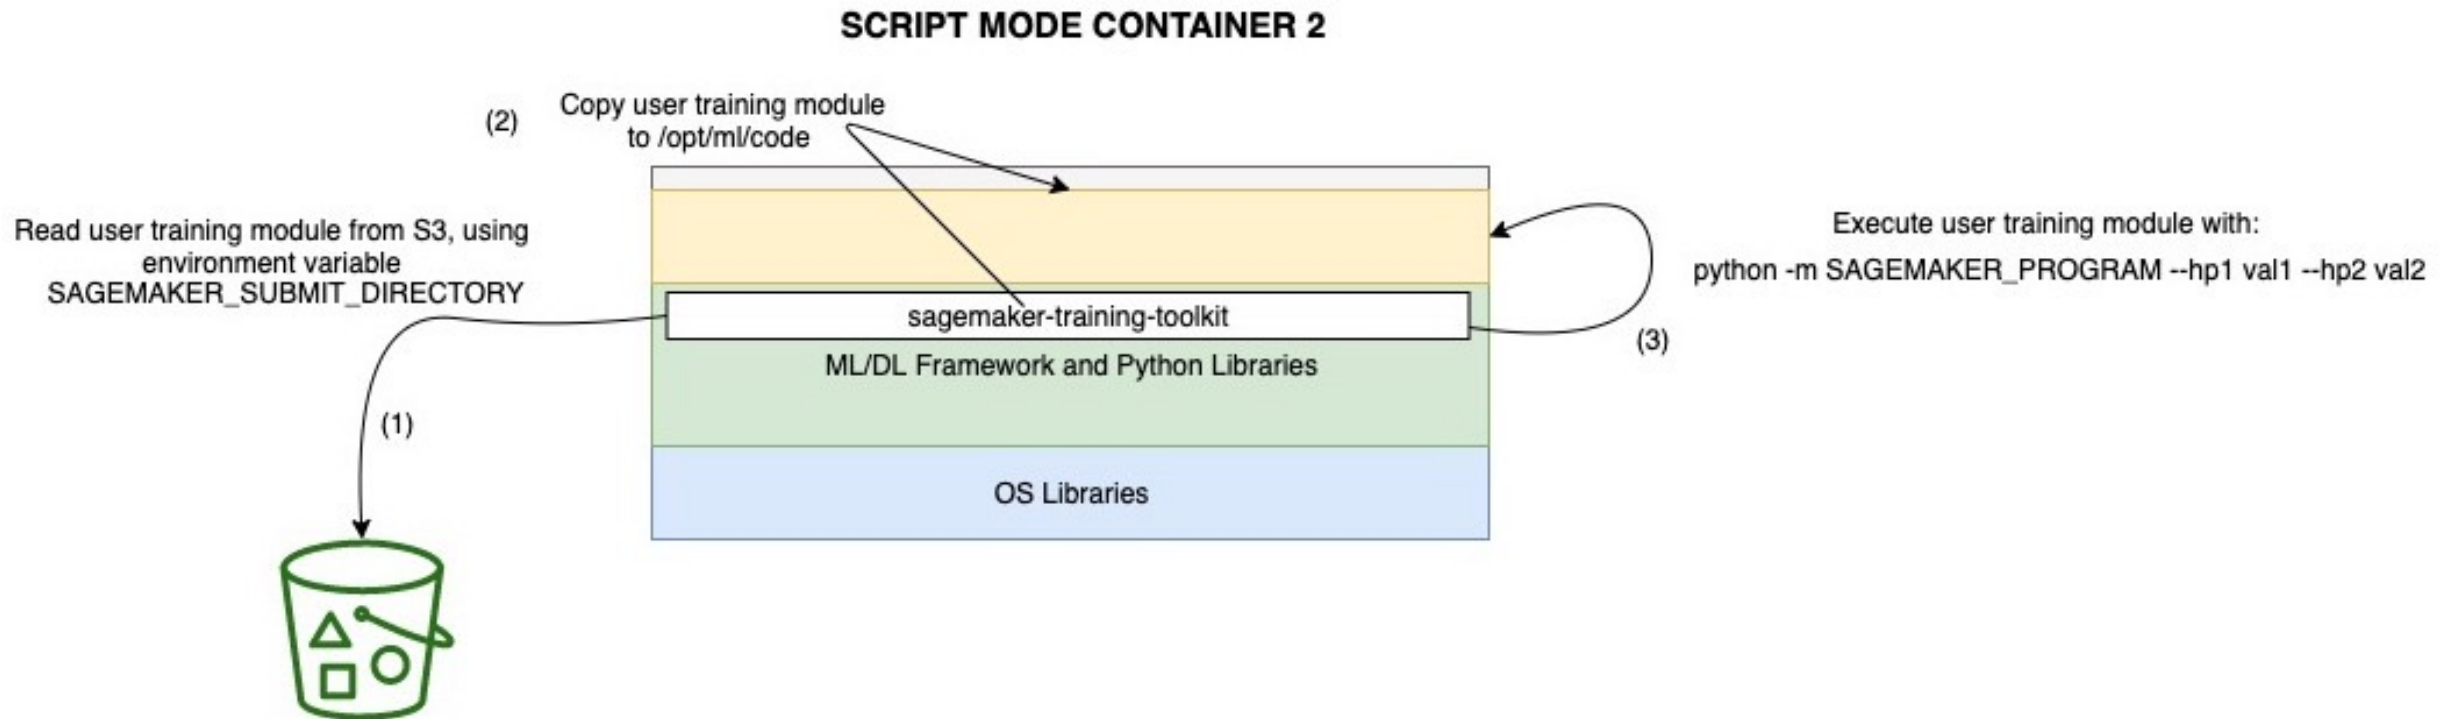 SCRIPT MODE CONTAINER 2
(2)
Copy user training module
to /opt/ml/code
Read user training module from S3, using
environment variable
SAGEMAKER_SUBMIT_DIRECTORY
Execute user training module with:
python -m SAGEMAKER_PROGRAM --hp1 val1 --hp2 val2
sagemaker-training-toolkit
(3)
ML/DL Framework and Python Libraries
(1)
OS Libraries